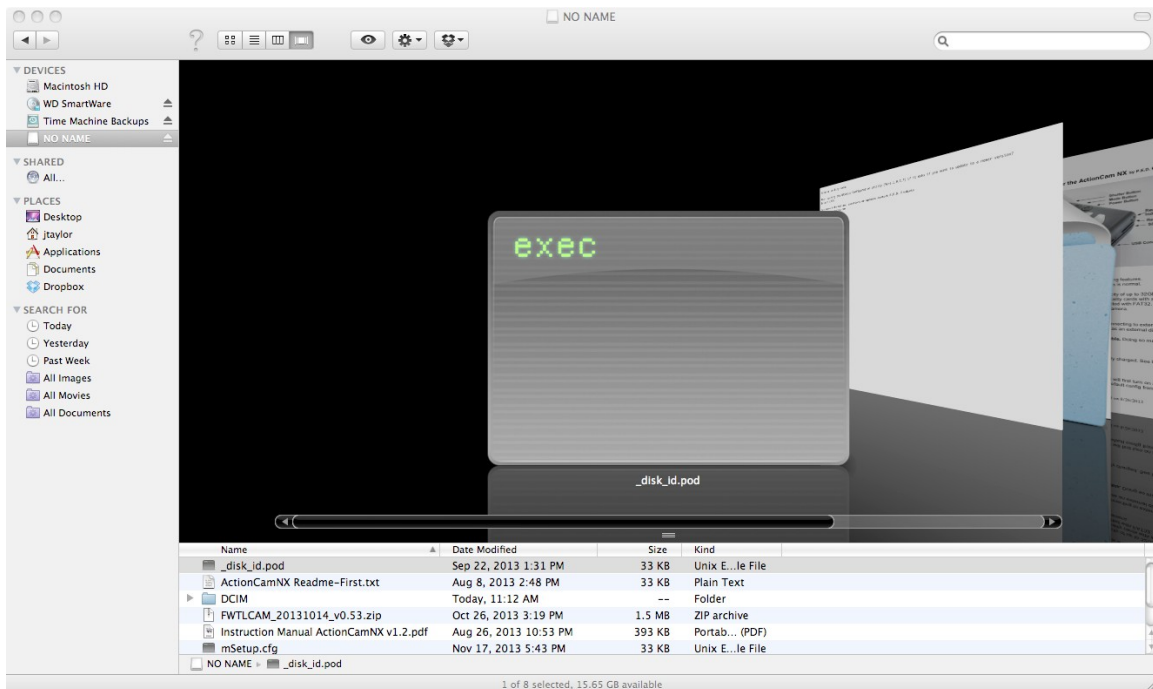 NO NAME
DEVICES
Macintosh HD
WD SmartWare
Time Machine Backups
NO NAME
SHARED
All...
PLACES
Desktop
jtaylor
Applications
Documents
Dropbox
SEARCH FOR
Today
Yesterday
Past Week
All Images
All Movies
All Documents
exec
the ActionCam NX
_disk_id.pod
Name Date Modified Size Kind
_disk_id.pod Sep 22, 2013 1:31 PM 33 KB Unix E...le File
ActionCamNX Readme-First.txt Aug 8, 2013 2:48 PM 33 KB Plain Text
DCIM Today, 11:12 AM -- Folder
FWTLCAM_20131014_v0.53.zip Oct 26, 2013 3:19 PM 1.5 MB ZIP archive
Instruction Manual ActionCamNX v1.2.pdf Aug 26, 2013 10:53 PM 393 KB Portab... (PDF)
mSetup.cfg Nov 17, 2013 5:43 PM 33 KB Unix E...le File
NO NAME ▸ _disk_id.pod
1 of 8 selected, 15.65 GB available